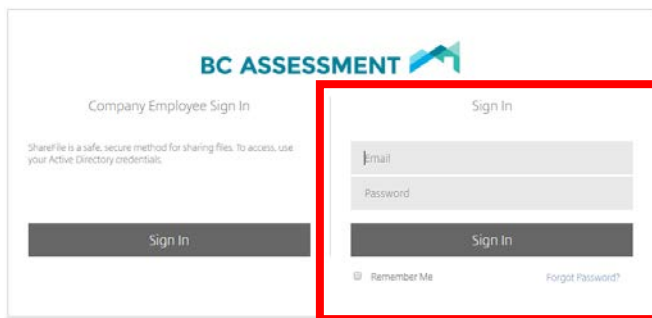 BC ASSESSMENT
Company Employee Sign In
ShareFile is a safe, secure method for sharing files. To access, use
your Active Directory credentials.
Sign In
Sign In
Email
Password
Sign In
Remember Me
Forgot Password?